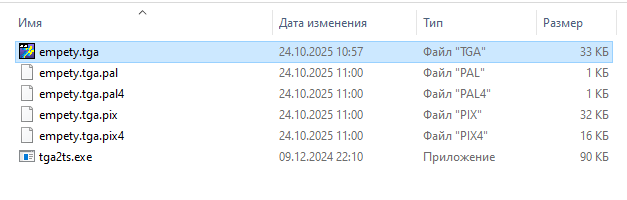 Имя Дата изменения Тип Размер
empety.tga 24.10.2025 10:57 Файл "TGA" 33 КБ
empety.tga.pal 24.10.2025 11:00 Файл "PAL" 1 КБ
empety.tga.pal4 24.10.2025 11:00 Файл "PAL4" 1 КБ
empety.tga.pix 24.10.2025 11:00 Файл "PIX" 32 КБ
empety.tga.pix4 24.10.2025 11:00 Файл "PIX4" 16 КБ
tga2ts.exe 09.12.2024 22:10 Приложение 90 КБ